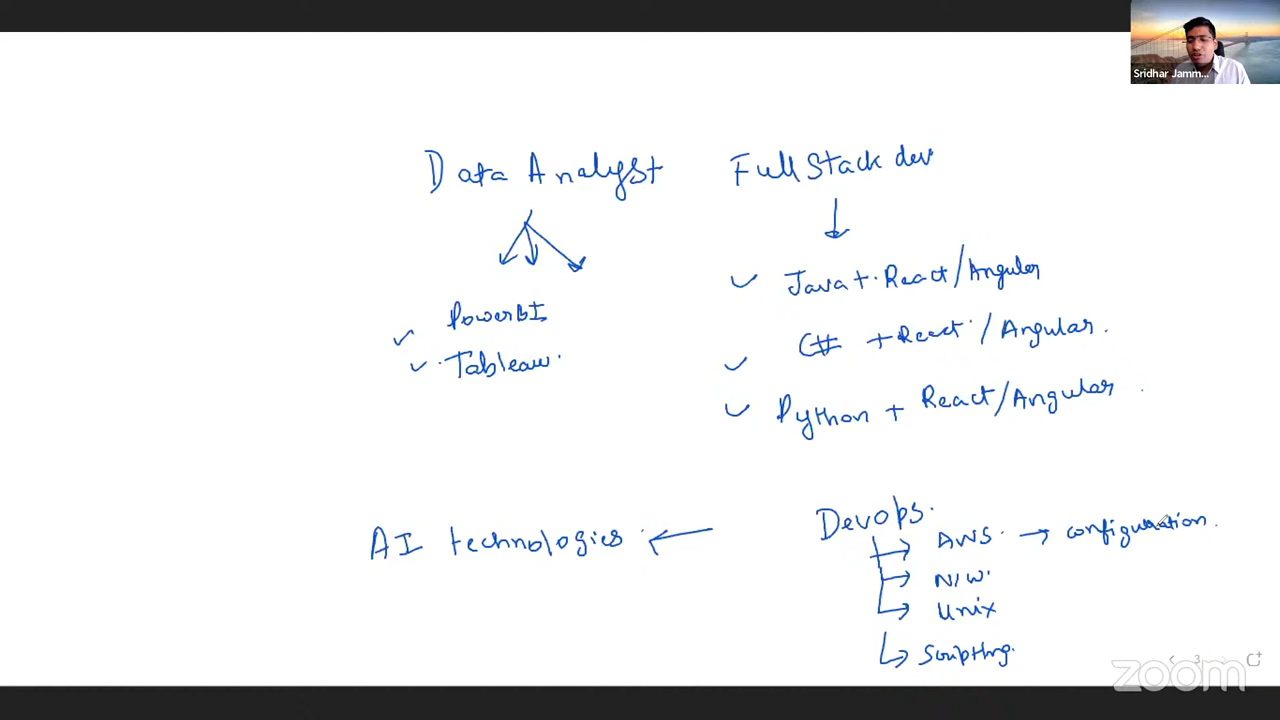 Sridhar Jamm...
Data Analyst
Full Stack dev
PowerBI
Tableau.
Java + React/Angular
C# + React / Angular.
Python + React/Angular
AI technologies
Devops.
AWS. → configuration.
N/W.
Unix
Scripting.
3
zoom